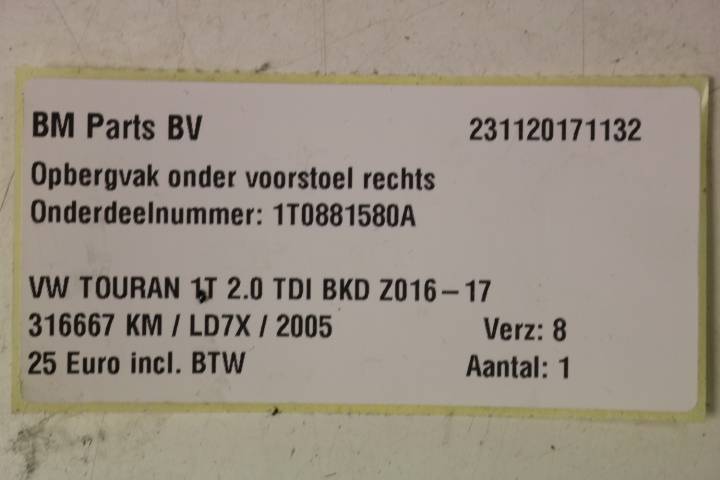 BM Parts BV 231120171132
Opbergvak onder voorstoel rechts
Onderdeelnummer: 1T0881580A
VW TOURAN 1T 2.0 TDI BKD Z016-17
316667 KM / LD7X / 2005 Verz: 8
25 Euro incl. BTW Aantal: 1